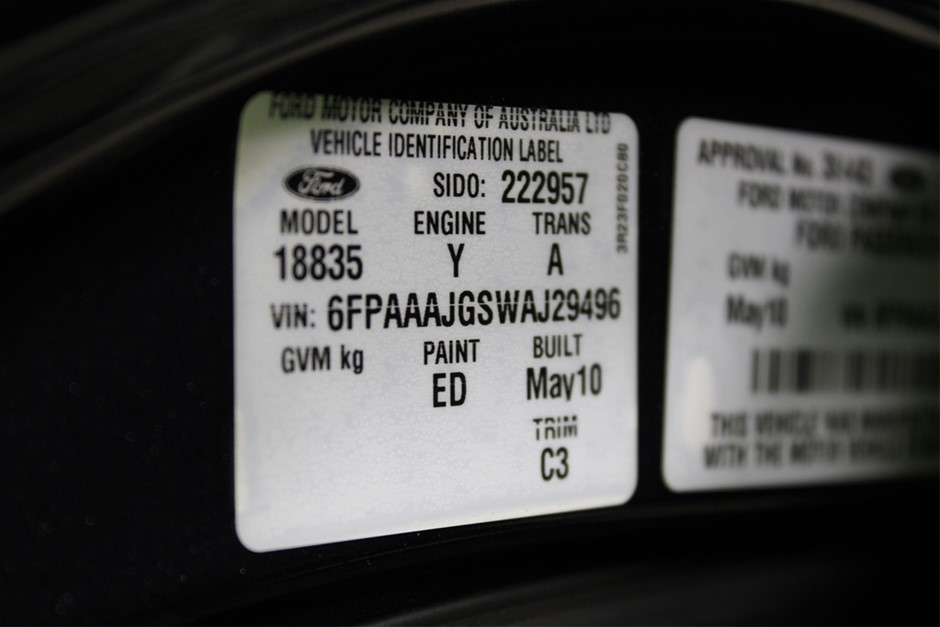 FORD MOTOR COMPANY OF AUSTRALIA LTD
VEHICLE IDENTIFICATION LABEL
Ford SIDO: 222957
MODEL ENGINE TRANS
18835 Y A
VIN: 6FPAAAJGSWAJ29496
GVM kg PAINT BUILT
ED May10
TRIM
C3
3R23F020C80
APPROVAL No.
FORD MOTOR COMPANY
FORD
GVM kg
May10
THIS VEHICLE WAS
WITH THE MOTOR VEHICLE